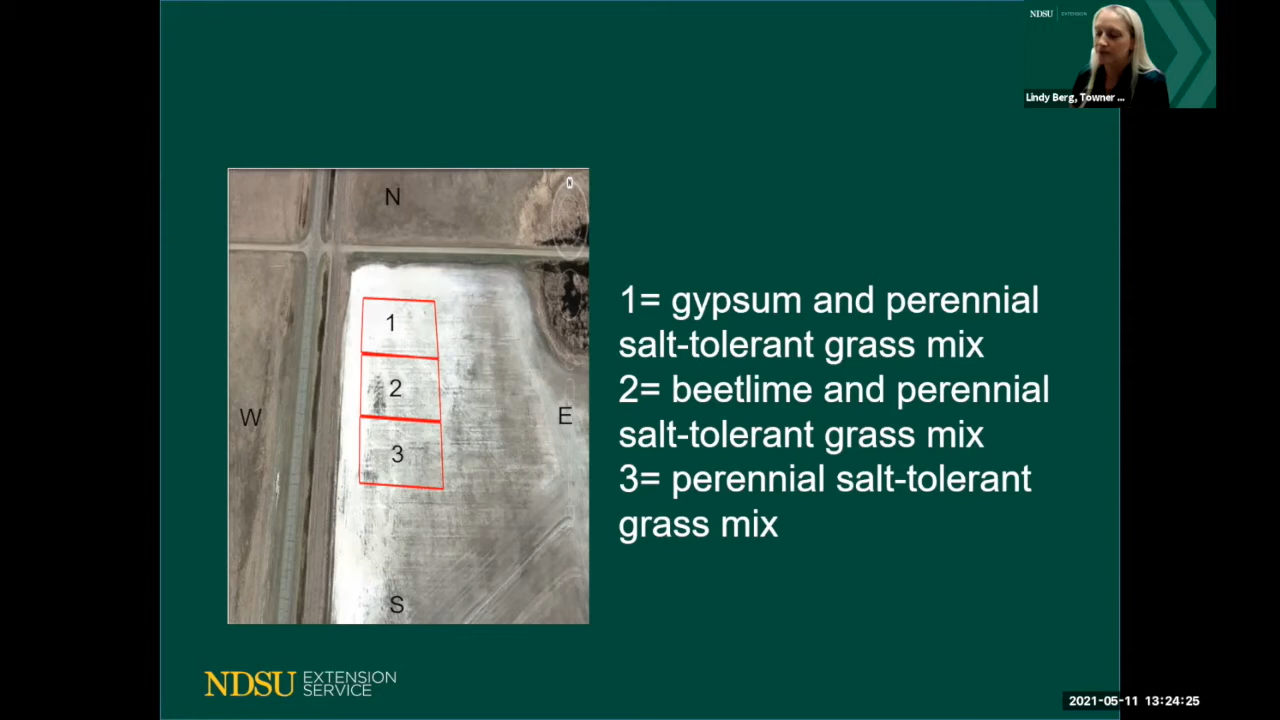 NDSU EXTENSION
Lindy Berg, Towner ...
N
1
2
W
E
3
S
1= gypsum and perennial
salt-tolerant grass mix
2= beetlime and perennial
salt-tolerant grass mix
3= perennial salt-tolerant
grass mix
NDSU EXTENSION
SERVICE
2021-05-11 13:24:25